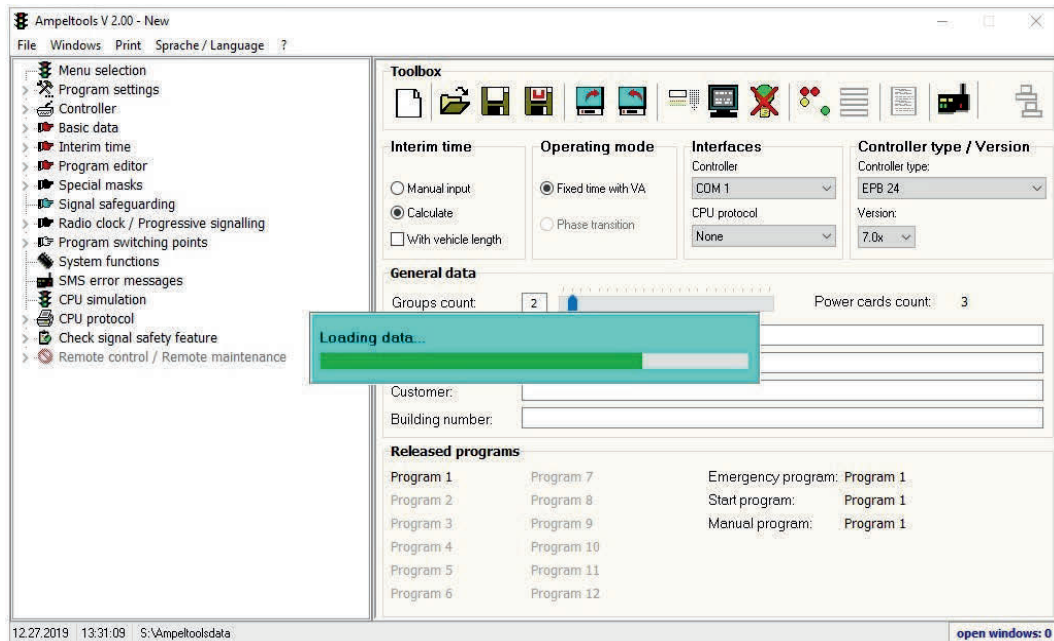 Ampeltools V 2.00 - New
File Windows Print Sprache / Language ?
Menu selection
Program settings
Controller
Basic data
Interim time
Program editor
Special masks
Signal safeguarding
Radio clock / Progressive signalling
Program switching points
System functions
SMS error messages
CPU simulation
CPU protocol
Check signal safety feature
Remote control / Remote maintenance
Toolbox
Interim time
Manual input
Calculate
With vehicle length
Operating mode
Fixed time with VA
Phase transition
Interfaces
Controller
COM 1
CPU protocol
None
Controller type / Version
Controller type:
EPB 24
Version:
7.0x
General data
Groups count: 2 Power cards count: 3
Loading data...
Customer:
Building number:
Released programs
Program 1 Program 7 Emergency program: Program 1
Program 2 Program 8 Start program: Program 1
Program 3 Program 9 Manual program: Program 1
Program 4 Program 10
Program 5 Program 11
Program 6 Program 12
12.27.2019 13:31:09 S:\Ampeltoolsdata open windows: 0